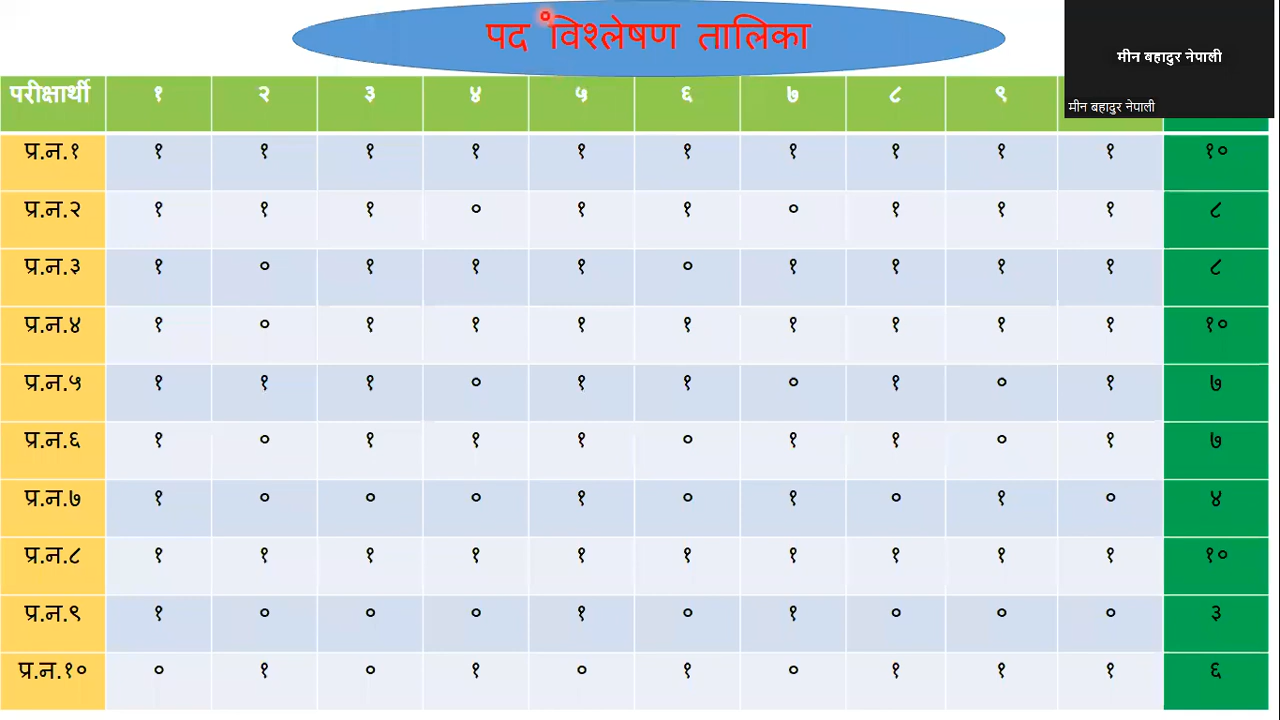 पद विश्लेषण तालिका
मीन बहादुर नेपाली
मीन बहादुर नेपाली
परीक्षार्थी १ २ ३ ४ ५ ६ ७ ८ ९
प्र.न.१ १ १ १ १ १ १ १ १ १ १ १०
प्र.न.२ १ १ १ ० १ १ ० १ १ १ ८
प्र.न.३ १ ० १ १ १ ० १ १ १ १ ८
प्र.न.४ १ ० १ १ १ १ १ १ १ १ १०
प्र.न.५ १ १ १ ० १ १ ० १ ० १ ७
प्र.न.६ १ ० १ १ १ ० १ १ ० १ ७
प्र.न.७ १ ० ० ० १ ० १ ० १ ० ४
प्र.न.८ १ १ १ १ १ १ १ १ १ १ १०
प्र.न.९ १ ० ० ० १ ० १ ० ० ० ३
प्र.न.१० ० १ ० १ ० १ ० १ १ १ ६